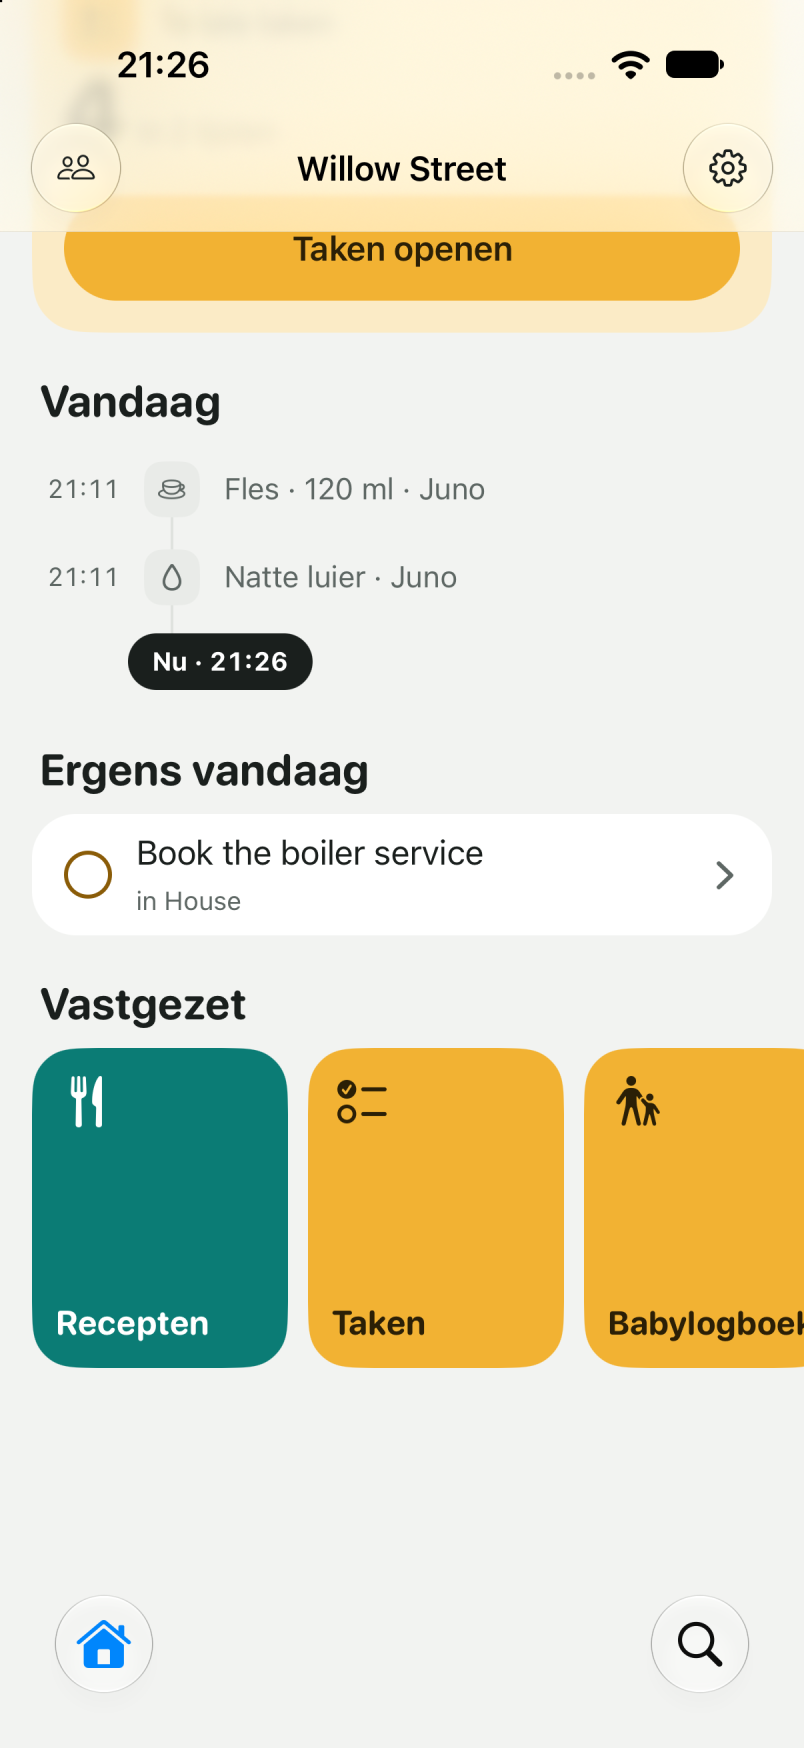 21:26
Willow Street
Taken openen
Vandaag
21:11 Fles · 120 ml · Juno
21:11 Natte luier · Juno
Nu · 21:26
Ergens vandaag
Book the boiler service
in House
Vastgezet
Recepten
Taken
Babylogboek